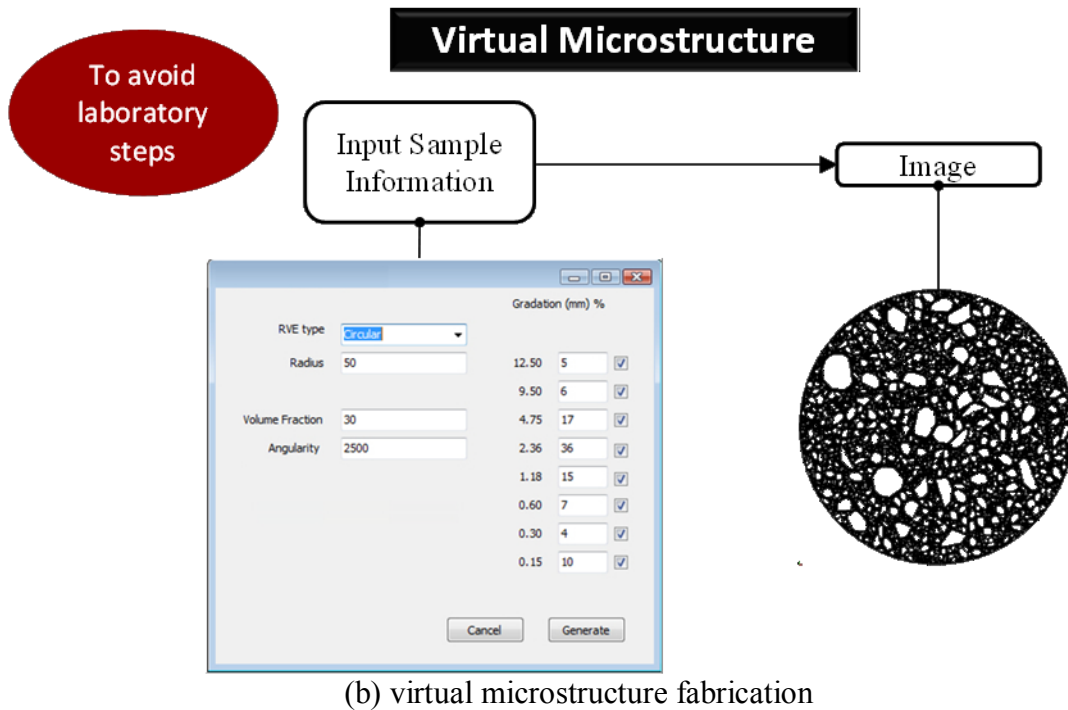 Virtual Microstructure
To avoid
laboratory
steps
Input Sample
Information
Image
Gradation (mm) %
RVE type Circular
Radius 50
12.50 5
9.50 6
Volume Fraction 30
4.75 17
Angularity 2500
2.36 36
1.18 15
0.60 7
0.30 4
0.15 10
Cancel Generate
(b) virtual microstructure fabrication